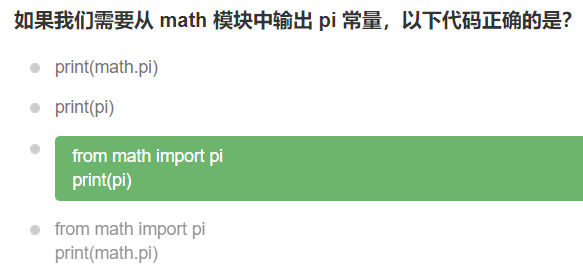 如果我们需要从 math 模块中输出 pi 常量，以下代码正确的是?
print(math.pi)
print(pi)
from math import pi
print(pi)
from math import pi
print(math.pi)